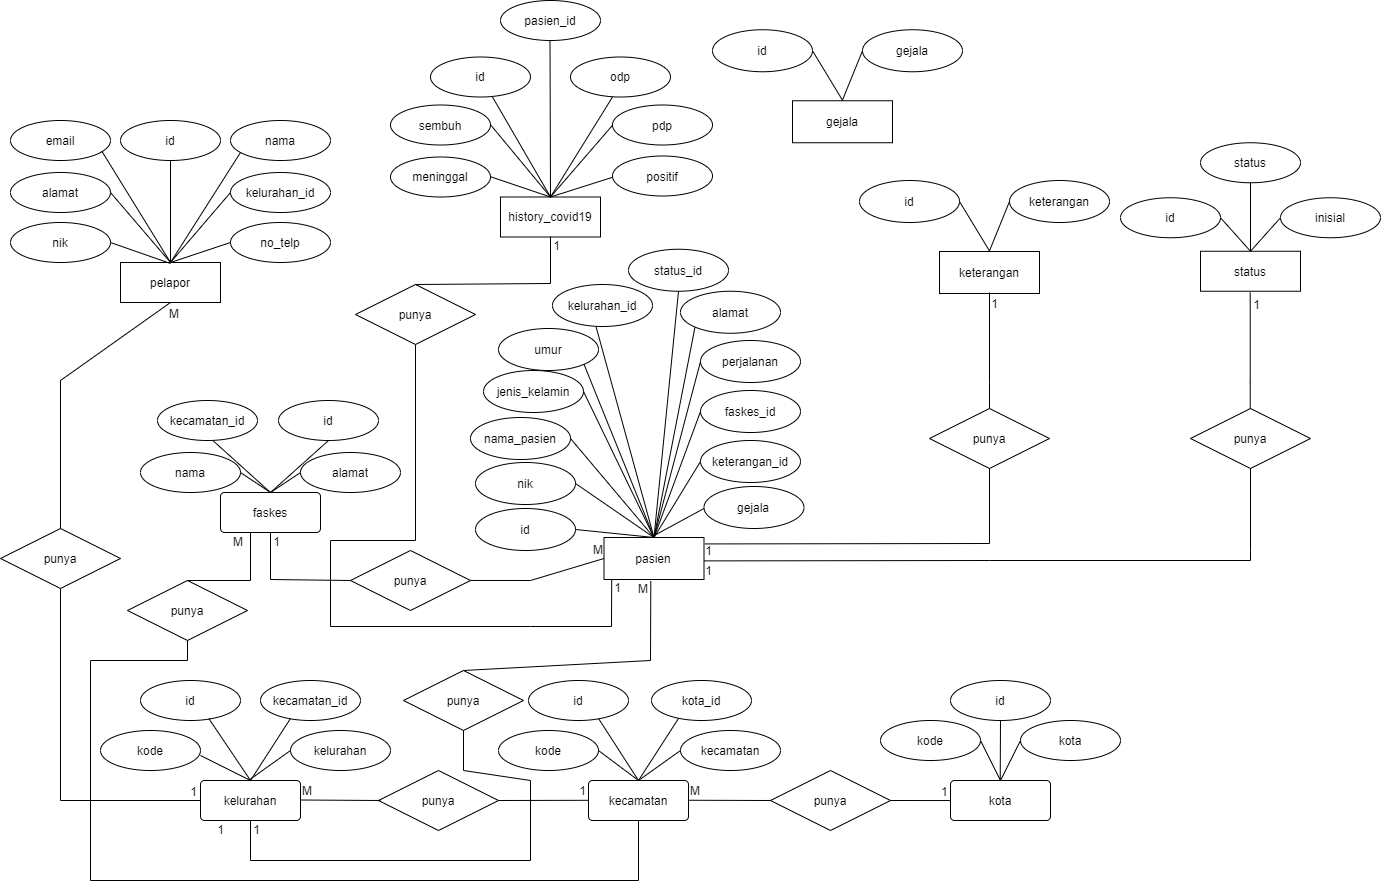 pasien_id
id
gejala
id
odp
gejala
sembuh
pdp
email
id
nama
status
meninggal
positif
alamat
kelurahan_id
id
keterangan
id
inisial
history_covid19
nik
no_telp
1
pelapor
status_id
keterangan
status
M
kelurahan_id
alamat
1
1
punya
umur
perjalanan
jenis_kelamin
faskes_id
kecamatan_id
id
nama_pasien
punya
punya
nama
alamat
keterangan_id
nik
gejala
faskes
id
M
1
M
1
punya
pasien
1
punya
1
M
punya
id
kecamatan_id
punya
id
kota_id
id
kode
kelurahan
kode
kecamatan
kode
kota
1
M
1
M
1
kelurahan
punya
kecamatan
punya
kota
1
1